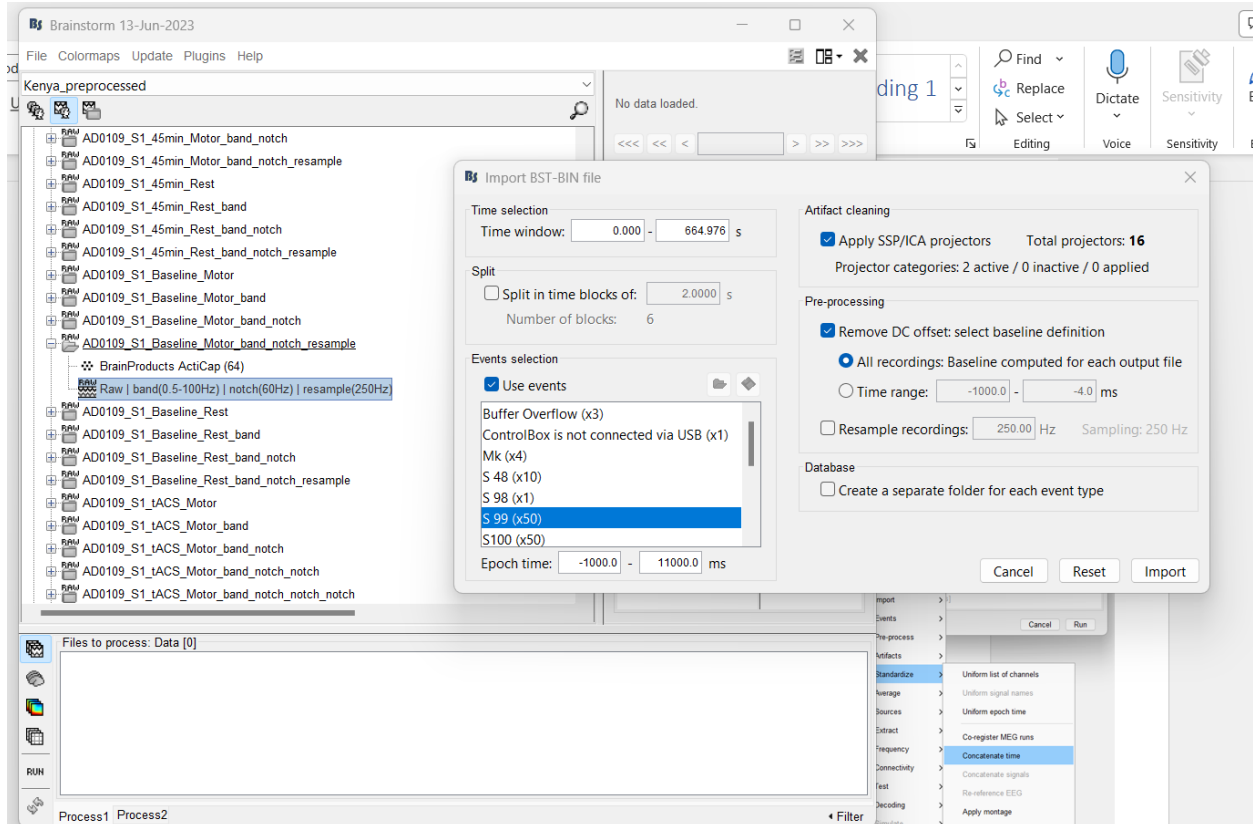 Brainstorm 13-Jun-2023
File Colormaps Update Plugins Help
Kenya_preprocessed
No data loaded.
<<< << < > >> >>>
AD0109_S1_45min_Motor_band_notch
AD0109_S1_45min_Motor_band_notch_resample
AD0109_S1_45min_Rest
AD0109_S1_45min_Rest_band
AD0109_S1_45min_Rest_band_notch
AD0109_S1_45min_Rest_band_notch_resample
AD0109_S1_Baseline_Motor
AD0109_S1_Baseline_Motor_band
AD0109_S1_Baseline_Motor_band_notch
AD0109_S1_Baseline_Motor_band_notch_resample
BrainProducts ActiCap (64)
RAW Raw | band(0.5-100Hz) | notch(60Hz) | resample(250Hz)
AD0109_S1_Baseline_Rest
AD0109_S1_Baseline_Rest_band
AD0109_S1_Baseline_Rest_band_notch
AD0109_S1_Baseline_Rest_band_notch_resample
AD0109_S1_tACS_Motor
AD0109_S1_tACS_Motor_band
AD0109_S1_tACS_Motor_band_notch
AD0109_S1_tACS_Motor_band_notch_notch
AD0109_S1_tACS_Motor_band_notch_notch_notch
Files to process: Data [0]
RUN
Process1 Process2
Filter
ding 1
Find
Replace
Select
Editing
Dictate
Voice
Sensitivity
Sensitivity
Import BST-BIN file
Time selection
Time window: 0.000 - 664.976 s
Split
Split in time blocks of: 2.0000 s
Number of blocks: 6
Events selection
Use events
Buffer Overflow (x3)
ControlBox is not connected via USB (x1)
Mk (x4)
S 48 (x10)
S 98 (x1)
S 99 (x50)
S100 (x50)
Epoch time: -1000.0 - 11000.0 ms
Artifact cleaning
Apply SSP/ICA projectors Total projectors: 16
Projector categories: 2 active / 0 inactive / 0 applied
Pre-processing
Remove DC offset: select baseline definition
All recordings: Baseline computed for each output file
Time range: -1000.0 - -4.0 ms
Resample recordings: 250.00 Hz Sampling: 250 Hz
Database
Create a separate folder for each event type
Cancel Reset Import
Cancel Run
Events
Pre-process
Artifacts
Standardize
Average
Sources
Extract
Frequency
Connectivity
Test
Decoding
Uniform list of channels
Uniform signal names
Uniform epoch time
Co-register MEG runs
Concatenate time
Concatenate signals
Re-reference EEG
Apply montage